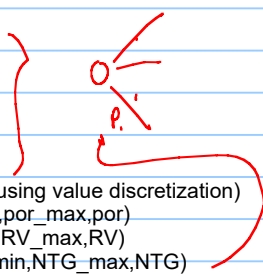 P.
using value discretization)
,por_max,por)
RV_max,RV)
min,NTG_max,NTG)